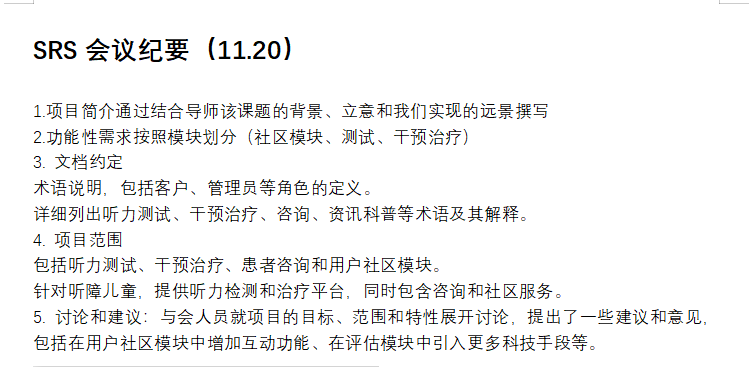 SRS 会议纪要（11.20）
1.项目简介通过结合导师该课题的背景、立意和我们实现的远景撰写
2.功能性需求按照模块划分（社区模块、测试、干预治疗）
3. 文档约定
术语说明，包括客户、管理员等角色的定义。
详细列出听力测试、干预治疗、咨询、资讯科普等术语及其解释。
4. 项目范围
包括听力测试、干预治疗、患者咨询和用户社区模块。
针对听障儿童，提供听力检测和治疗平台，同时包含咨询和社区服务。
5. 讨论和建议：与会人员就项目的目标、范围和特性展开讨论，提出了一些建议和意见，
包括在用户社区模块中增加互动功能、在评估模块中引入更多科技手段等。